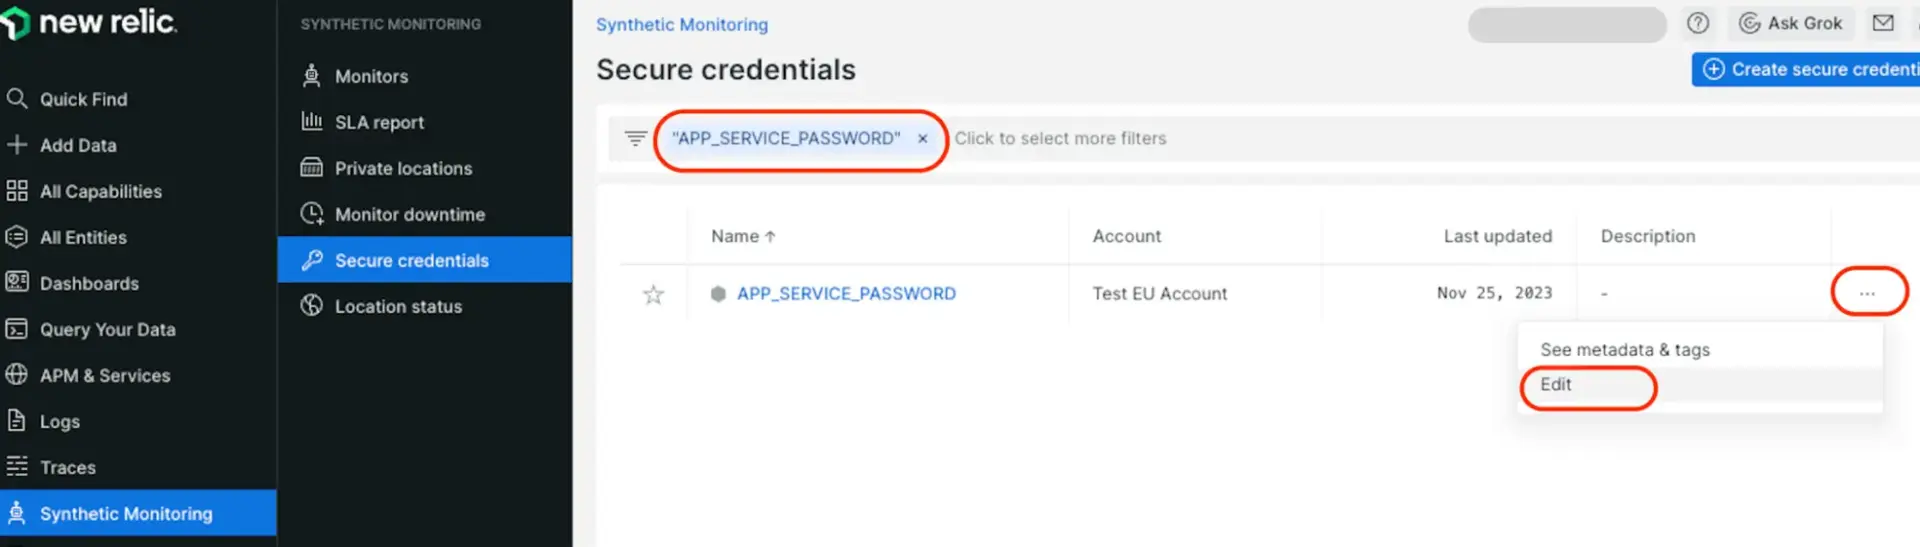 new relic.
Quick Find
Add Data
All Capabilities
All Entities
Dashboards
Query Your Data
APM & Services
Logs
Traces
Synthetic Monitoring
SYNTHETIC MONITORING
Monitors
SLA report
Private locations
Monitor downtime
Secure credentials
Location status
Synthetic Monitoring
? Ask Grok
Secure credentials
Create secure credenti
"APP_SERVICE_PASSWORD" × Click to select more filters
Name ↑ Account Last updated Description
APP_SERVICE_PASSWORD Test EU Account Nov 25, 2023 - ...
See metadata & tags
Edit